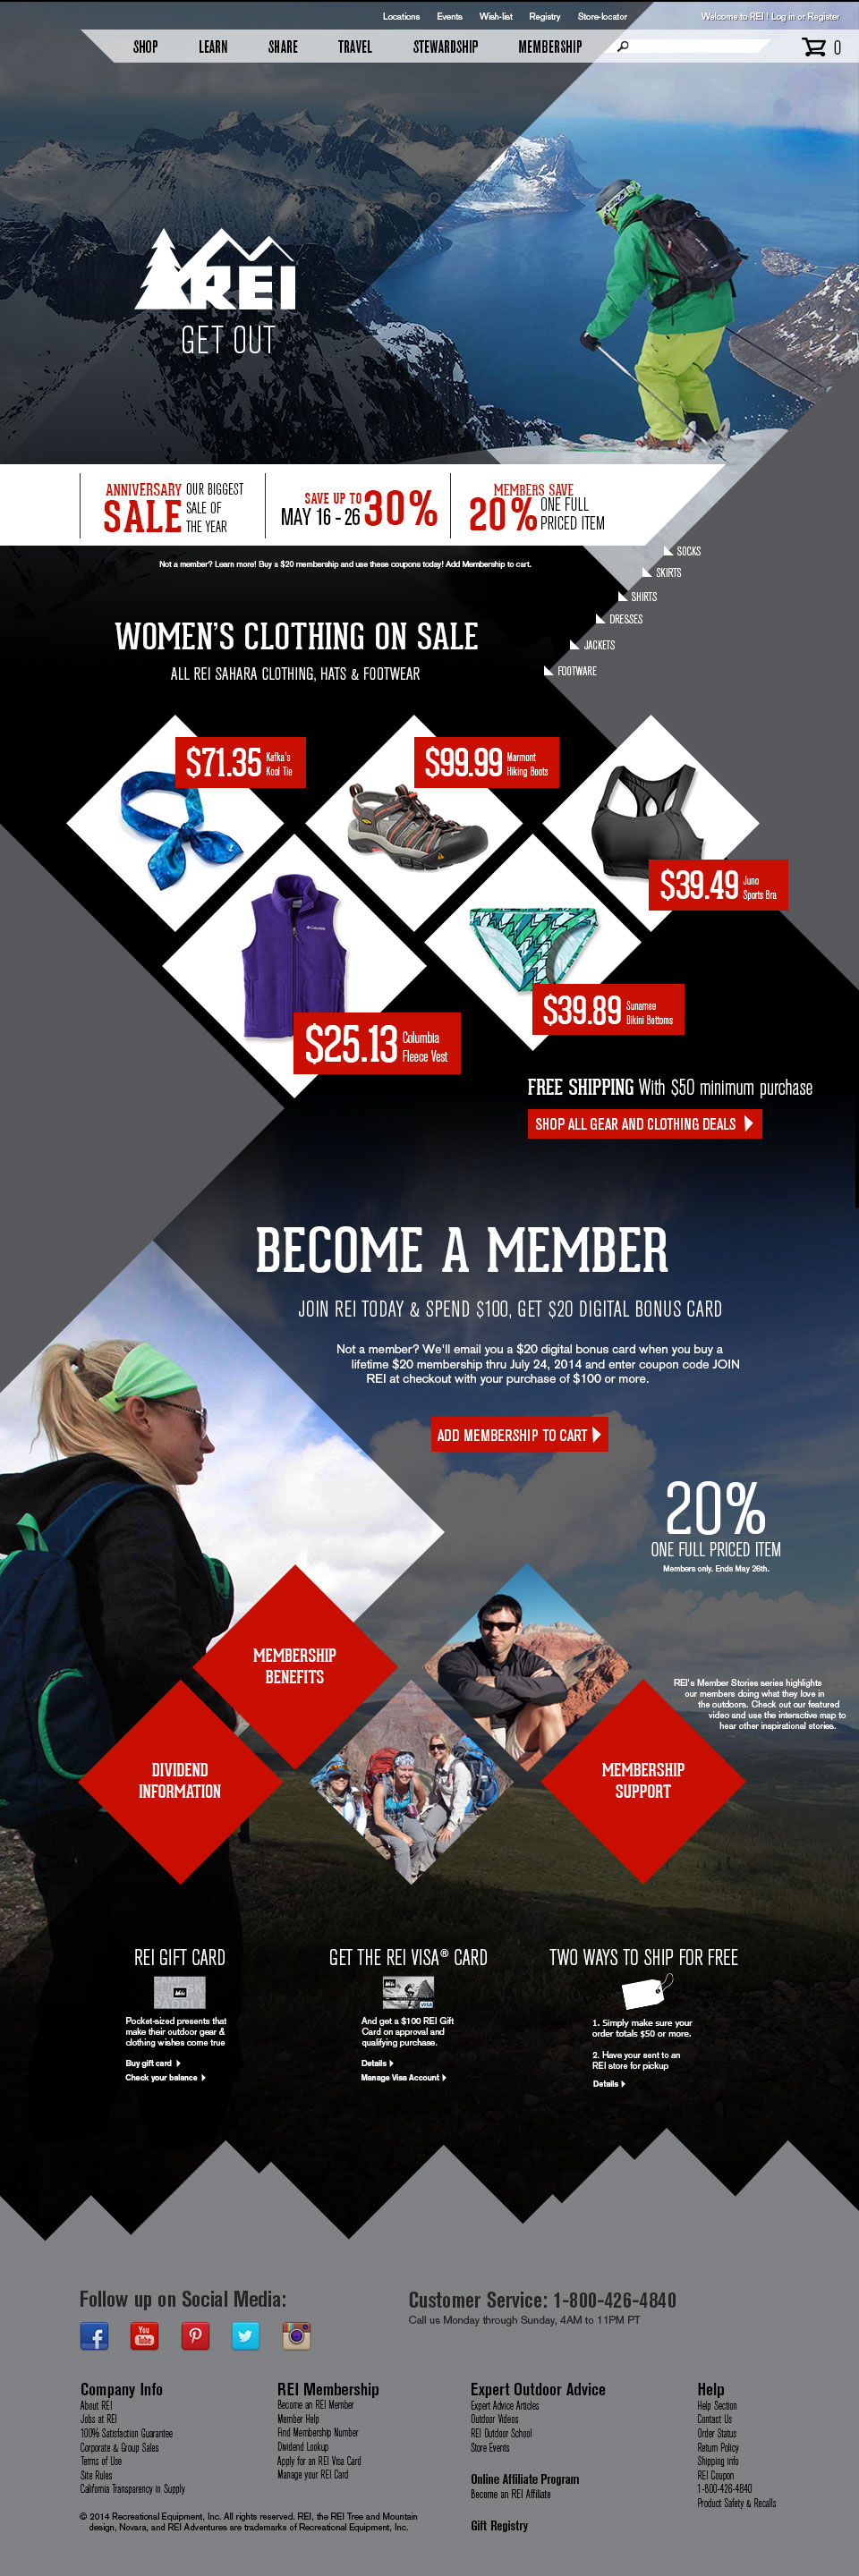 Locations Events Wish-list Registry Store-locator Welcome to REI ! Log in or Register
SHOP LEARN SHARE TRAVEL STEWARDSHIP MEMBERSHIP 0
REI
GET OUT
ANNIVERSARY
SALE
OUR BIGGEST
SALE OF
THE YEAR
SAVE UP TO
MAY 16 - 26
30%
MEMBERS SAVE
20%
ONE FULL
PRICED ITEM
Not a member? Learn more! Buy a $20 membership and use these coupons today! Add Membership to cart.
SOCKS
SKIRTS
SHIRTS
DRESSES
JACKETS
FOOTWARE
WOMEN'S CLOTHING ON SALE
ALL REI SAHARA CLOTHING, HATS & FOOTWEAR
$71.35 Kafka's
Kool Tie
$99.99 Marmont
Hiking Boots
$39.49 Juno
Sports Bra
Columbia
$39.89 Sunamee
Bikini Bottoms
$25.13 Columbia
Fleece Vest
FREE SHIPPING With $50 minimum purchase
SHOP ALL GEAR AND CLOTHING DEALS
BECOME A MEMBER
JOIN REI TODAY & SPEND $100, GET $20 DIGITAL BONUS CARD
Not a member? We'll email you a $20 digital bonus card when you buy a
lifetime $20 membership thru July 24, 2014 and enter coupon code JOIN
REI at checkout with your purchase of $100 or more.
ADD MEMBERSHIP TO CART
20%
ONE FULL PRICED ITEM
Members only. Ends May 26th.
MEMBERSHIP
BENEFITS
REI's Member Stories series highlights
our members doing what they love in
the outdoors. Check out our featured
video and use the interactive map to
hear other inspirational stories.
DIVIDEND
INFORMATION
MEMBERSHIP
SUPPORT
REI GIFT CARD
Pocket-sized presents that
make their outdoor gear &
clothing wishes come true
Buy gift card
Check your balance
GET THE REI VISA® CARD
VISA
And get a $100 REI Gift
Card on approval and
qualifying purchase.
Details
Manage Visa Account
TWO WAYS TO SHIP FOR FREE
1. Simply make sure your
order totals $50 or more.
2. Have your sent to an
REI store for pickup
Details
Follow up on Social Media:
You
Tube
Customer Service: 1-800-426-4840
Call us Monday through Sunday, 4AM to 11PM PT
Company Info
About REI
Jobs at REI
100% Satisfaction Guarantee
Corporate & Group Sales
Terms of Use
Site Rules
California Transparency in Supply
REI Membership
Become an REI Member
Member Help
Find Membership Number
Dividend Lookup
Apply for an REI Visa Card
Manage your REI Card
Expert Outdoor Advice
Expert Advice Articles
Outdoor Videos
REI Outdoor School
Store Events
Online Affiliate Program
Become an REI Affiliate
Gift Registry
Help
Help Section
Contact Us
Order Status
Return Policy
Shipping info
REI Coupon
1-800-426-4840
Product Safety & Recalls
© 2014 Recreational Equipment, Inc. All rights reserved. REI, the REI Tree and Mountain
design, Novara, and REI Adventures are trademarks of Recreational Equipment, Inc.